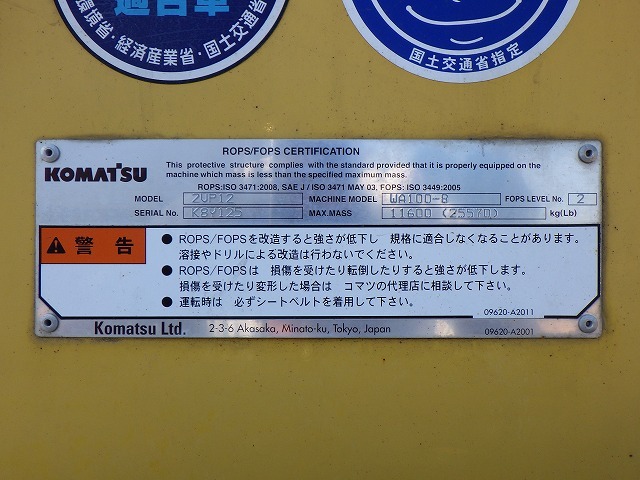 適合車
環境省・経済産業省・国土交通省
国土交通省指定
ROPS/FOPS CERTIFICATION
KOMATSU
This protective structure complies with the standard provided that it is properly equipped on the
machine which mass is less than the specified maximum mass.
ROPS:ISO 3471:2008, SAE J / ISO 3471 MAY 03, FOPS: ISO 3449:2005
MODEL 2UP12 MACHINE MODEL WA100-8 FOPS LEVEL No. 2
SERIAL No. K8Y125 MAX.MASS 11600 (25570) kg(Lb)
警告
● ROPS/FOPSを改造すると強さが低下し 規格に適合しなくなることがあります。
溶接やドリルによる改造は行わないでください。
● ROPS/FOPSは 損傷を受けたり転倒したりすると強さが低下します。
損傷を受けたり変形した場合は コマツの代理店に相談して下さい。
● 運転時は 必ずシートベルトを着用して下さい。
09620-A2011
Komatsu Ltd. 2-3-6 Akasaka, Minato-ku, Tokyo, Japan 09620-A2001